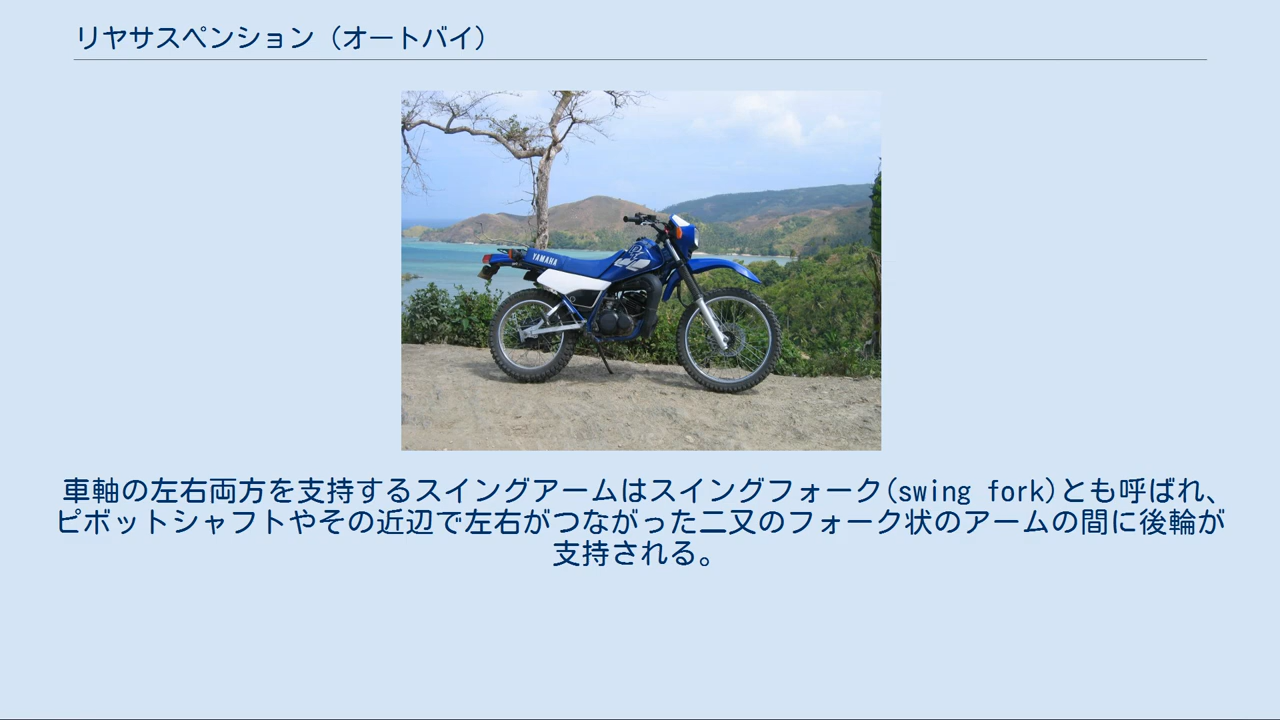 リヤサスペンション（オートバイ）
YAMAHA
車軸の左右両方を支持するスイングアームはスイングフォーク(swing fork)とも呼ばれ、
ピボットシャフトやその近辺で左右がつながった二又のフォーク状のアームの間に後輪が
支持される。